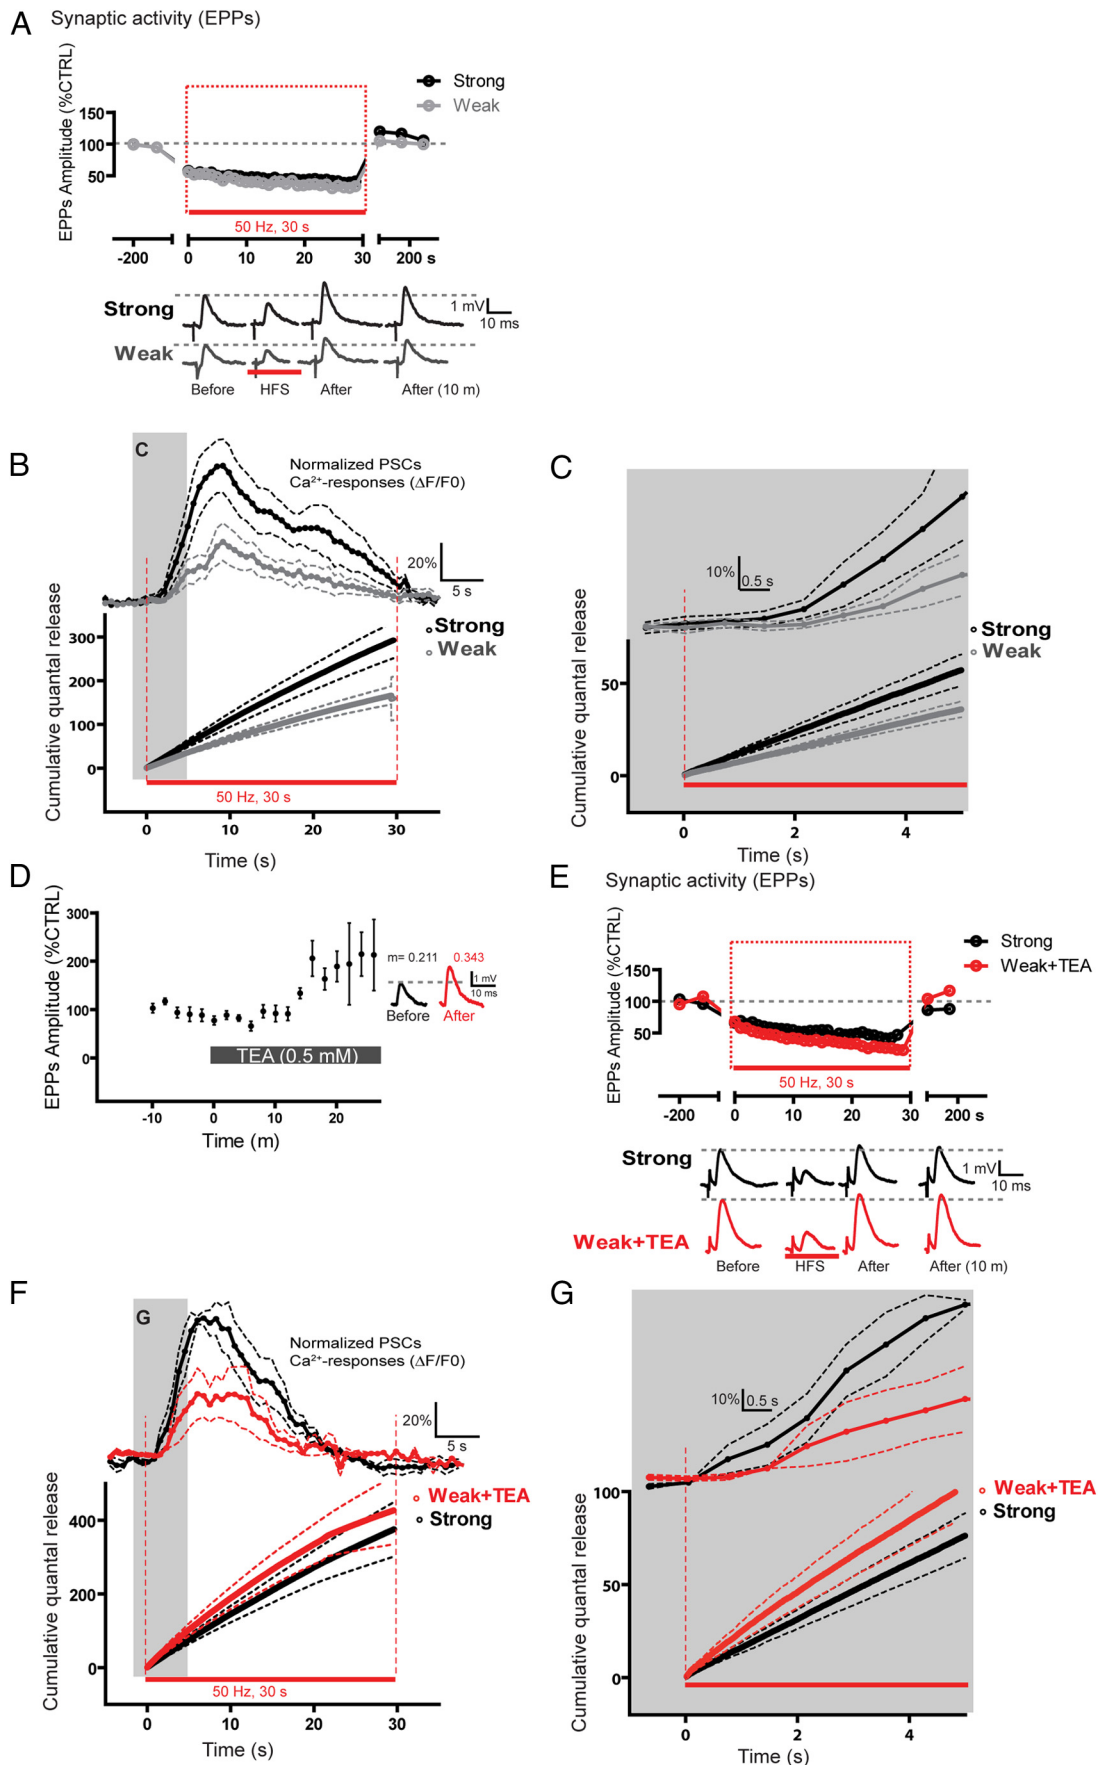 A
Synaptic activity (EPPs)
EPPs Amplitude (%CTRL)
Strong
Weak
150
100
50
50 Hz, 30 s
-200 0 10 20 30 200 s
Strong
1 mV
10 ms
Weak
Before HFS After After (10 m)
B
C
Normalized PSCs
Ca²⁺-responses (ΔF/F0)
20%
5 s
Cumulative quantal release
Strong
Weak
300
200
100
0
50 Hz, 30 s
0 10 20 30
Time (s)
C
10% 0.5 s
Strong
Weak
Cumulative quantal release
50
0
0 2 4
Time (s)
D
EPPs Amplitude (%CTRL)
300
200
100
0
m= 0.211 0.343
1 mV
10 ms
Before After
TEA (0.5 mM)
-10 0 10 20
Time (m)
E
Synaptic activity (EPPs)
EPPs Amplitude (%CTRL)
Strong
Weak+TEA
150
100
50
50 Hz, 30 s
-200 0 10 20 30 200 s
Strong
1 mV
10 ms
Weak+TEA
Before HFS After After (10 m)
F
G
Normalized PSCs
Ca²⁺-responses (ΔF/F0)
20%
5 s
Cumulative quantal release
Weak+TEA
Strong
400
200
0
50 Hz, 30 s
0 10 20 30
Time (s)
G
10% 0.5 s
Weak+TEA
Strong
Cumulative quantal release
100
50
0
0 2 4
Time (s)